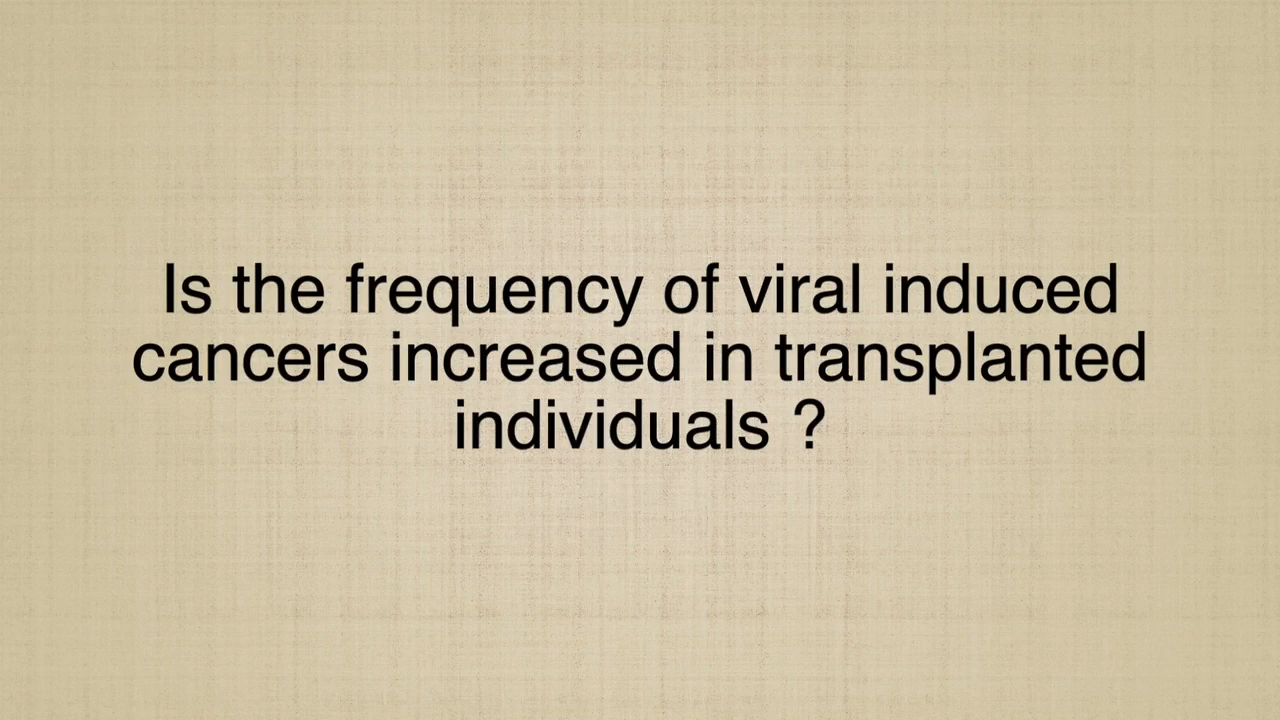 Is the frequency of viral induced
cancers increased in transplanted
individuals ?